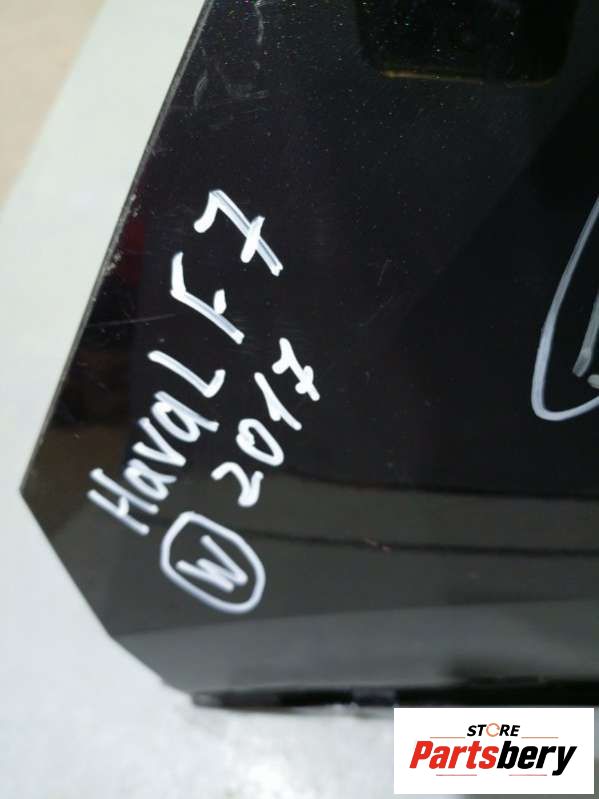 Haval F7
2017
W
STORE
Partsbery